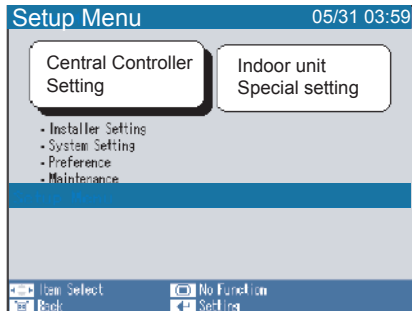 Setup Menu 05/31 03:59
Central Controller
Setting
Indoor unit
Special setting
- Installer Setting
- System Setting
- Preference
- Maintenance
Item Select No Function
Back Setting